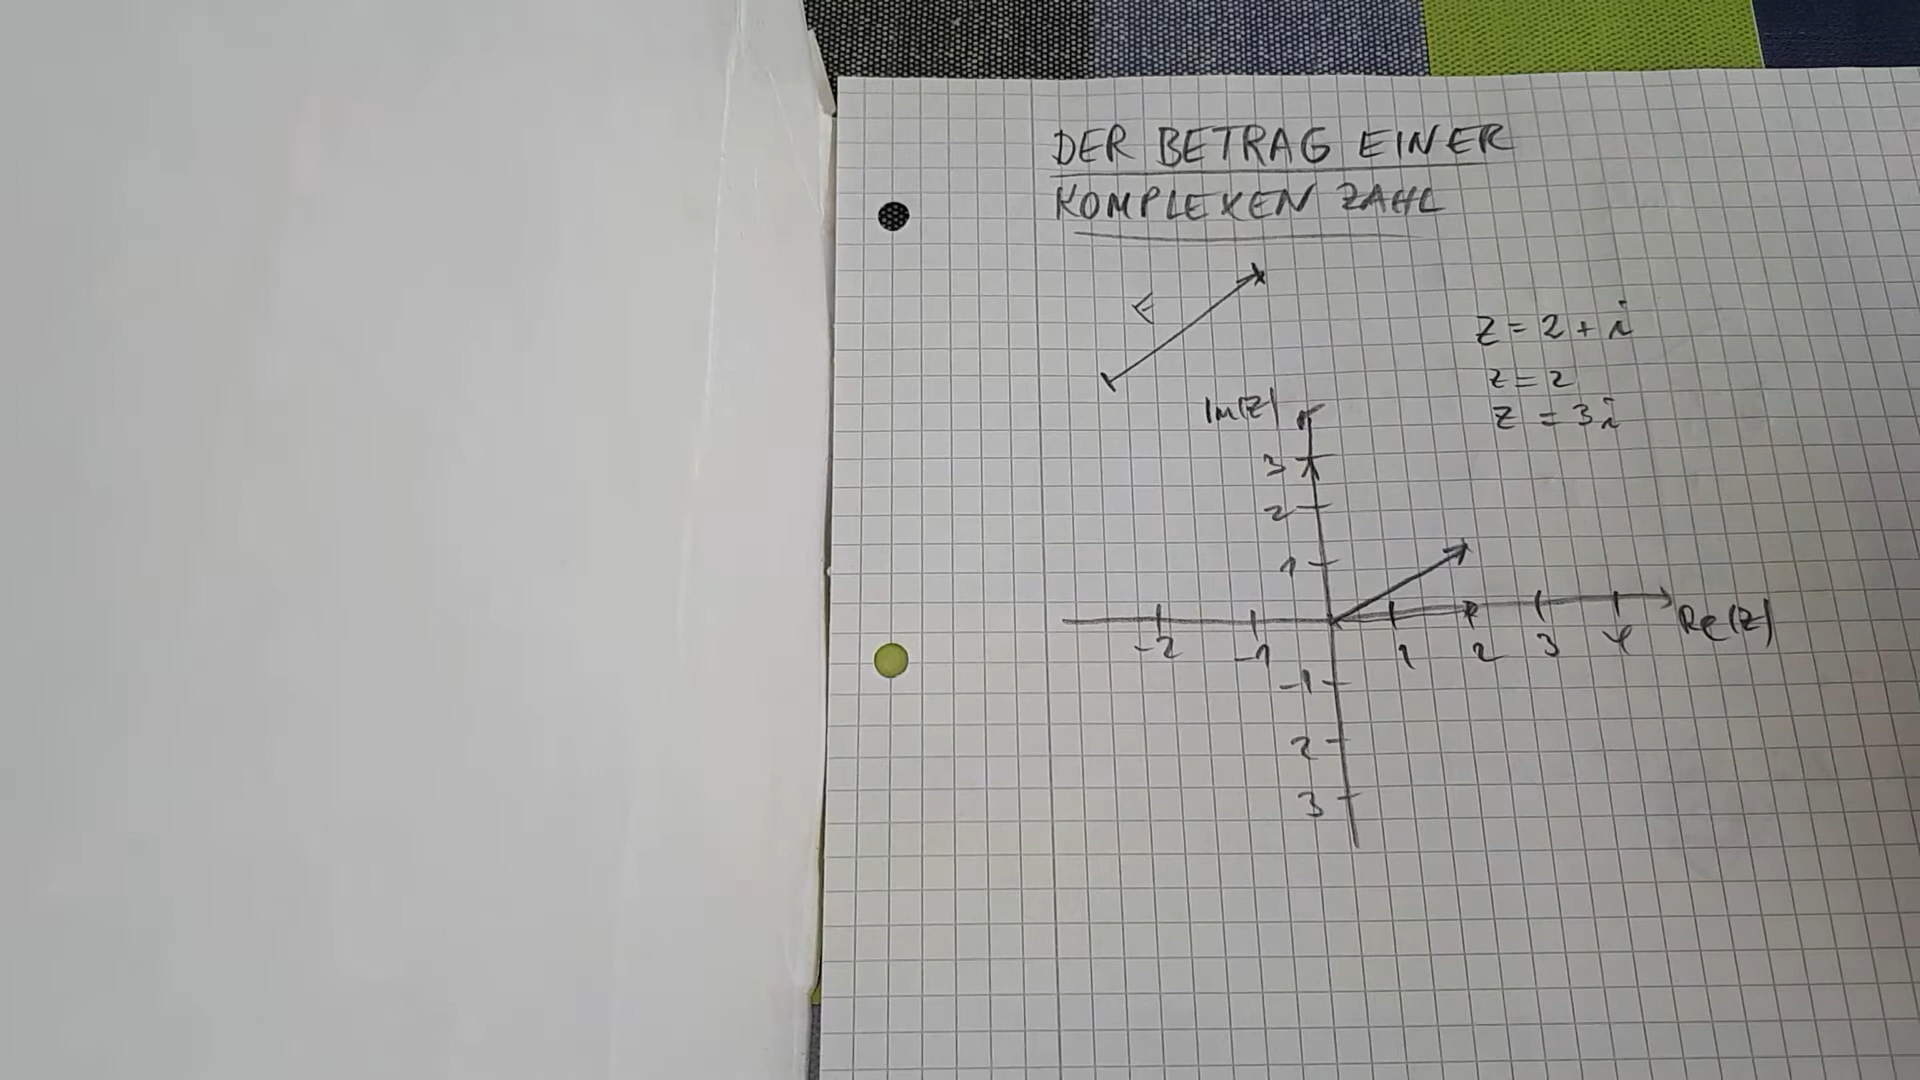 DER BETRAG EINER
KOMPLEXEN ZAHL
z = 2 + i
z = 2
z = 3i
Im(z)
3
2
1
-2 -1 1 2 3 4 Re(z)
-1
2
3